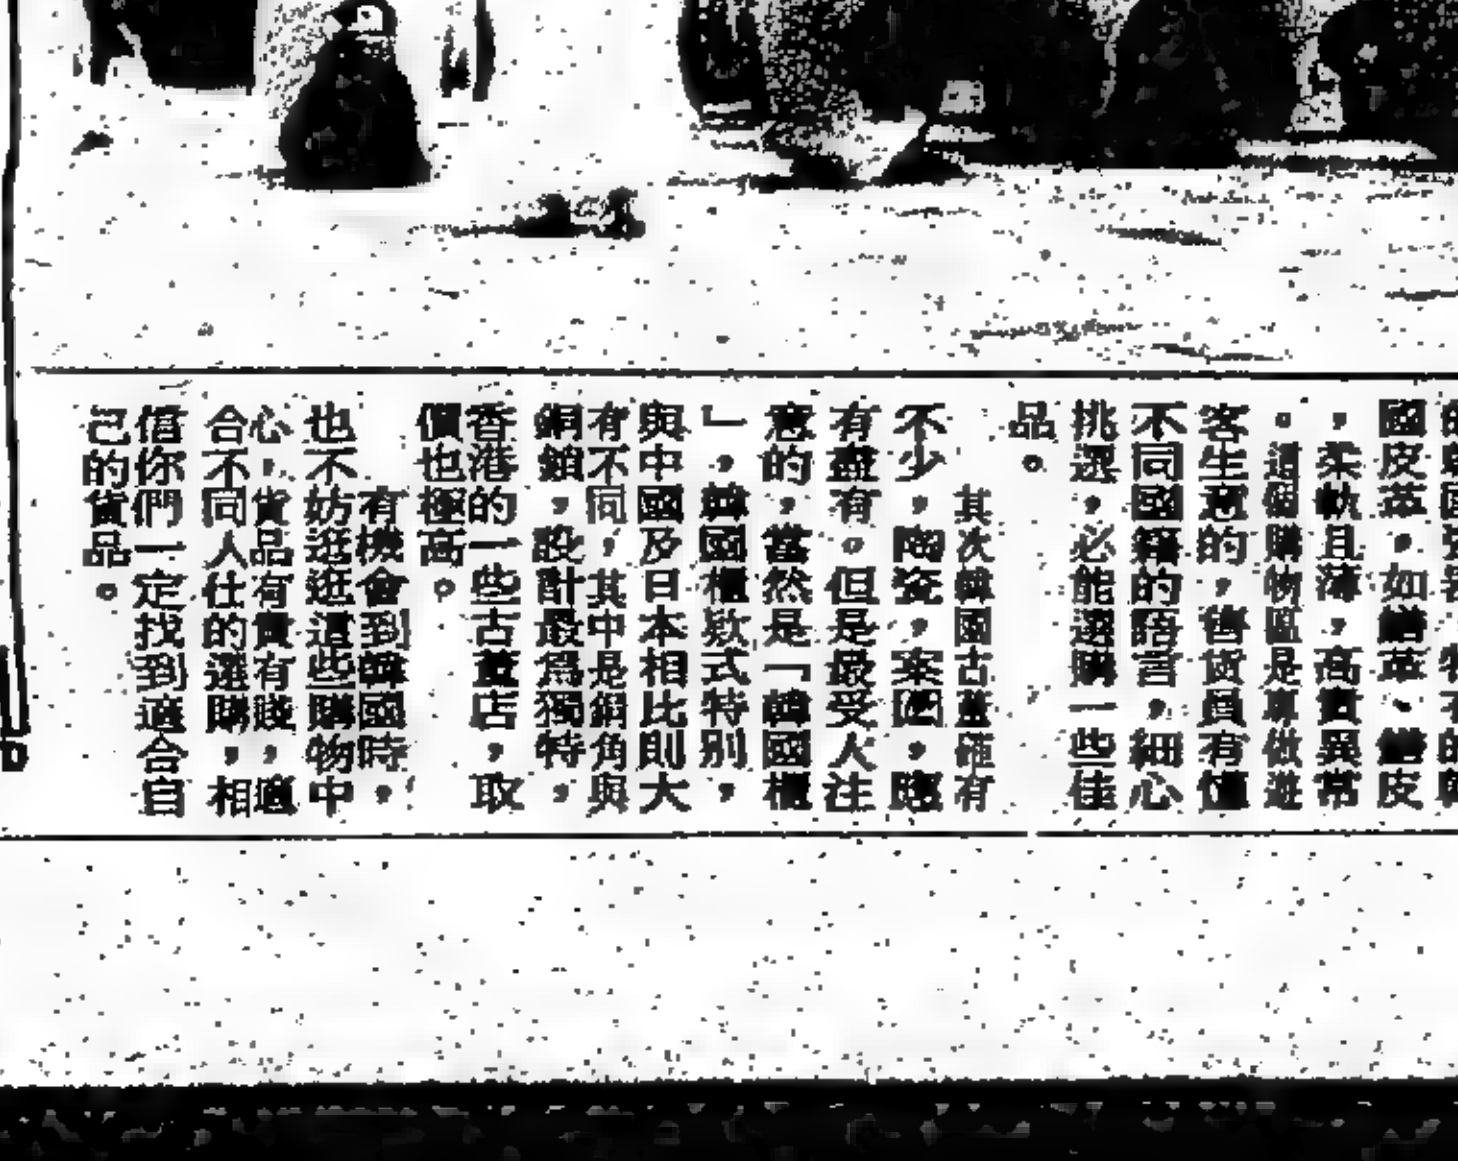 國皮革，如
，柔軟且薄，高貴異常
。這個購物區是專做遊
客生意的，售貨員有懂
不同國籍的語言，細心
挑選，必能選購一些佳
品。
其次韓國古董確有
不少，陶瓷，案
有盡有。但是最受人注
意的，當然是「韓國櫃
」，韓國櫃欵式特别，
與中國及日本相比則大
有不同，其中是銅角與
銅鎖，設計最爲獨特，
香港的一些古董店，取
價也極高。
有機會到韓國時，
也不妨逛逛這些購物中
心，貨品有貴有賤，適
合不同人仕的選購，相
信你們一定找到適合自
己的貨品。